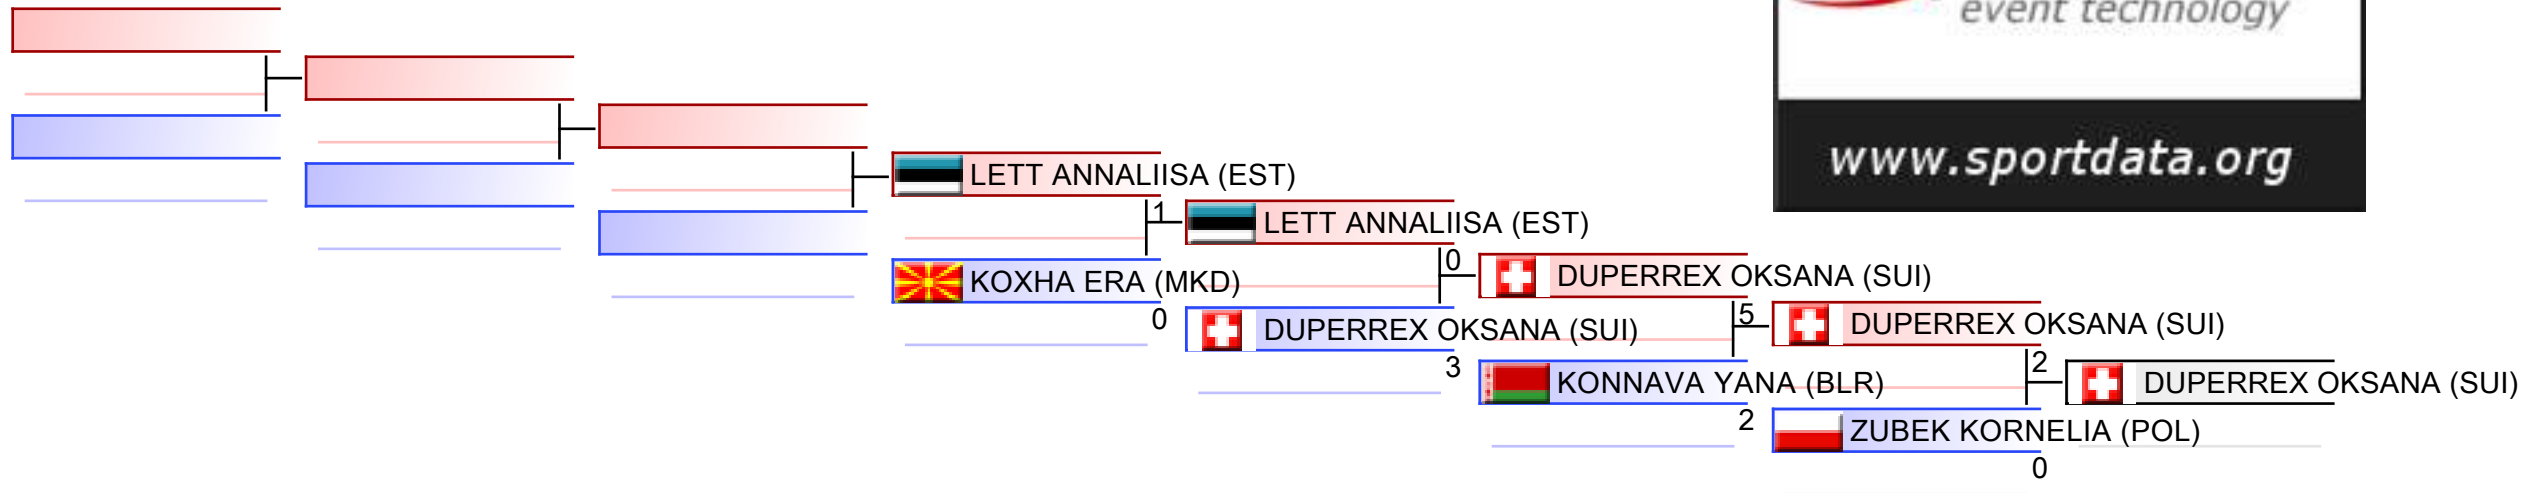 event technology
www.sportdata.org
LETT ANNALIISA (EST)
1
KOXHA ERA (MKD)
0
LETT ANNALIISA (EST)
0
DUPERREX OKSANA (SUI)
3
DUPERREX OKSANA (SUI)
5
KONNAVA YANA (BLR)
2
DUPERREX OKSANA (SUI)
2
ZUBEK KORNELIA (POL)
0
DUPERREX OKSANA (SUI)